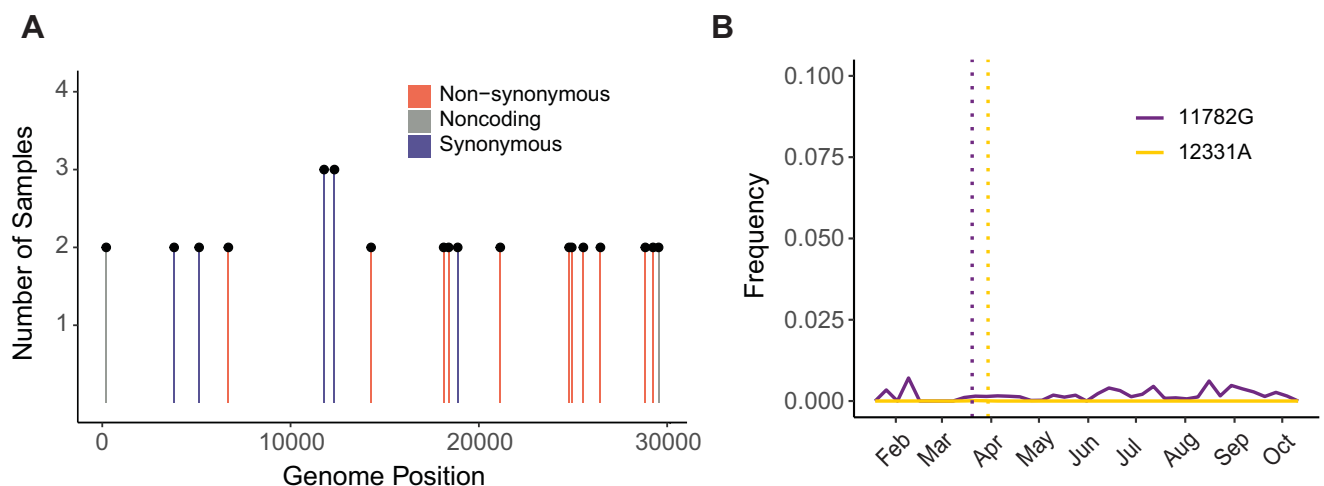 A
Number of Samples
4
3
2
1
Non-synonymous
Noncoding
Synonymous
0
10000
20000
30000
Genome Position
B
Frequency
0.100
0.075
0.050
0.025
0.000
11782G
12331A
Feb
Mar
Apr
May
Jun
Jul
Aug
Sep
Oct